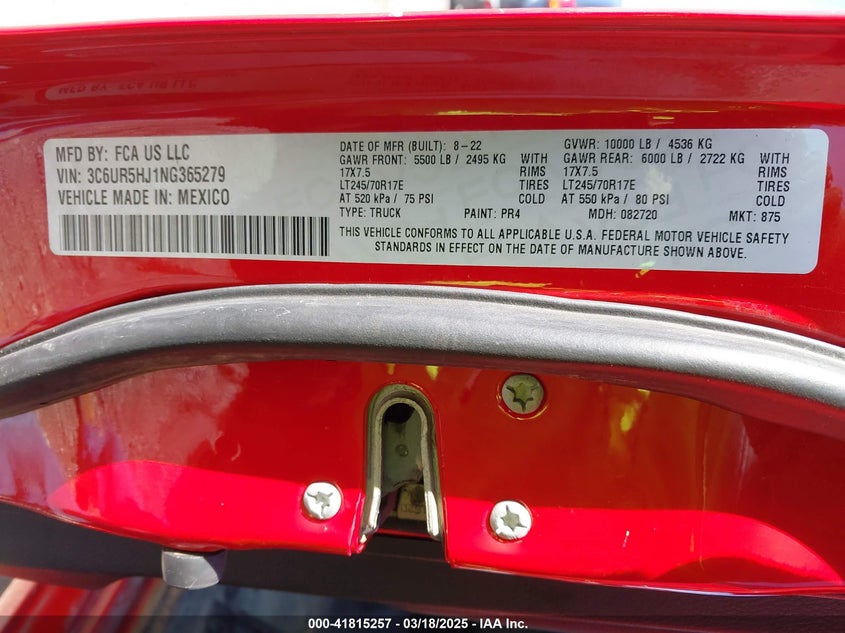 MFD BY: FCA US LLC
VIN: 3C6UR5HJ1NG365279
VEHICLE MADE IN: MEXICO
DATE OF MFR (BUILT): 8-22 GVWR: 10000 LB / 4536 KG
GAWR FRONT: 5500 LB / 2495 KG WITH GAWR REAR: 6000 LB / 2722 KG WITH
17X7.5 RIMS 17X7.5 RIMS
LT245/70R17E TIRES LT245/70R17E TIRES
AT 520 kPa / 75 PSI COLD AT 550 kPa / 80 PSI COLD
TYPE: TRUCK PAINT: PR4 MDH: 082720 MKT: 875
THIS VEHICLE CONFORMS TO ALL APPLICABLE U.S.A. FEDERAL MOTOR VEHICLE SAFETY
STANDARDS IN EFFECT ON THE DATE OF MANUFACTURE SHOWN ABOVE.
000-41815257 - 03/18/2025 - IAA Inc.